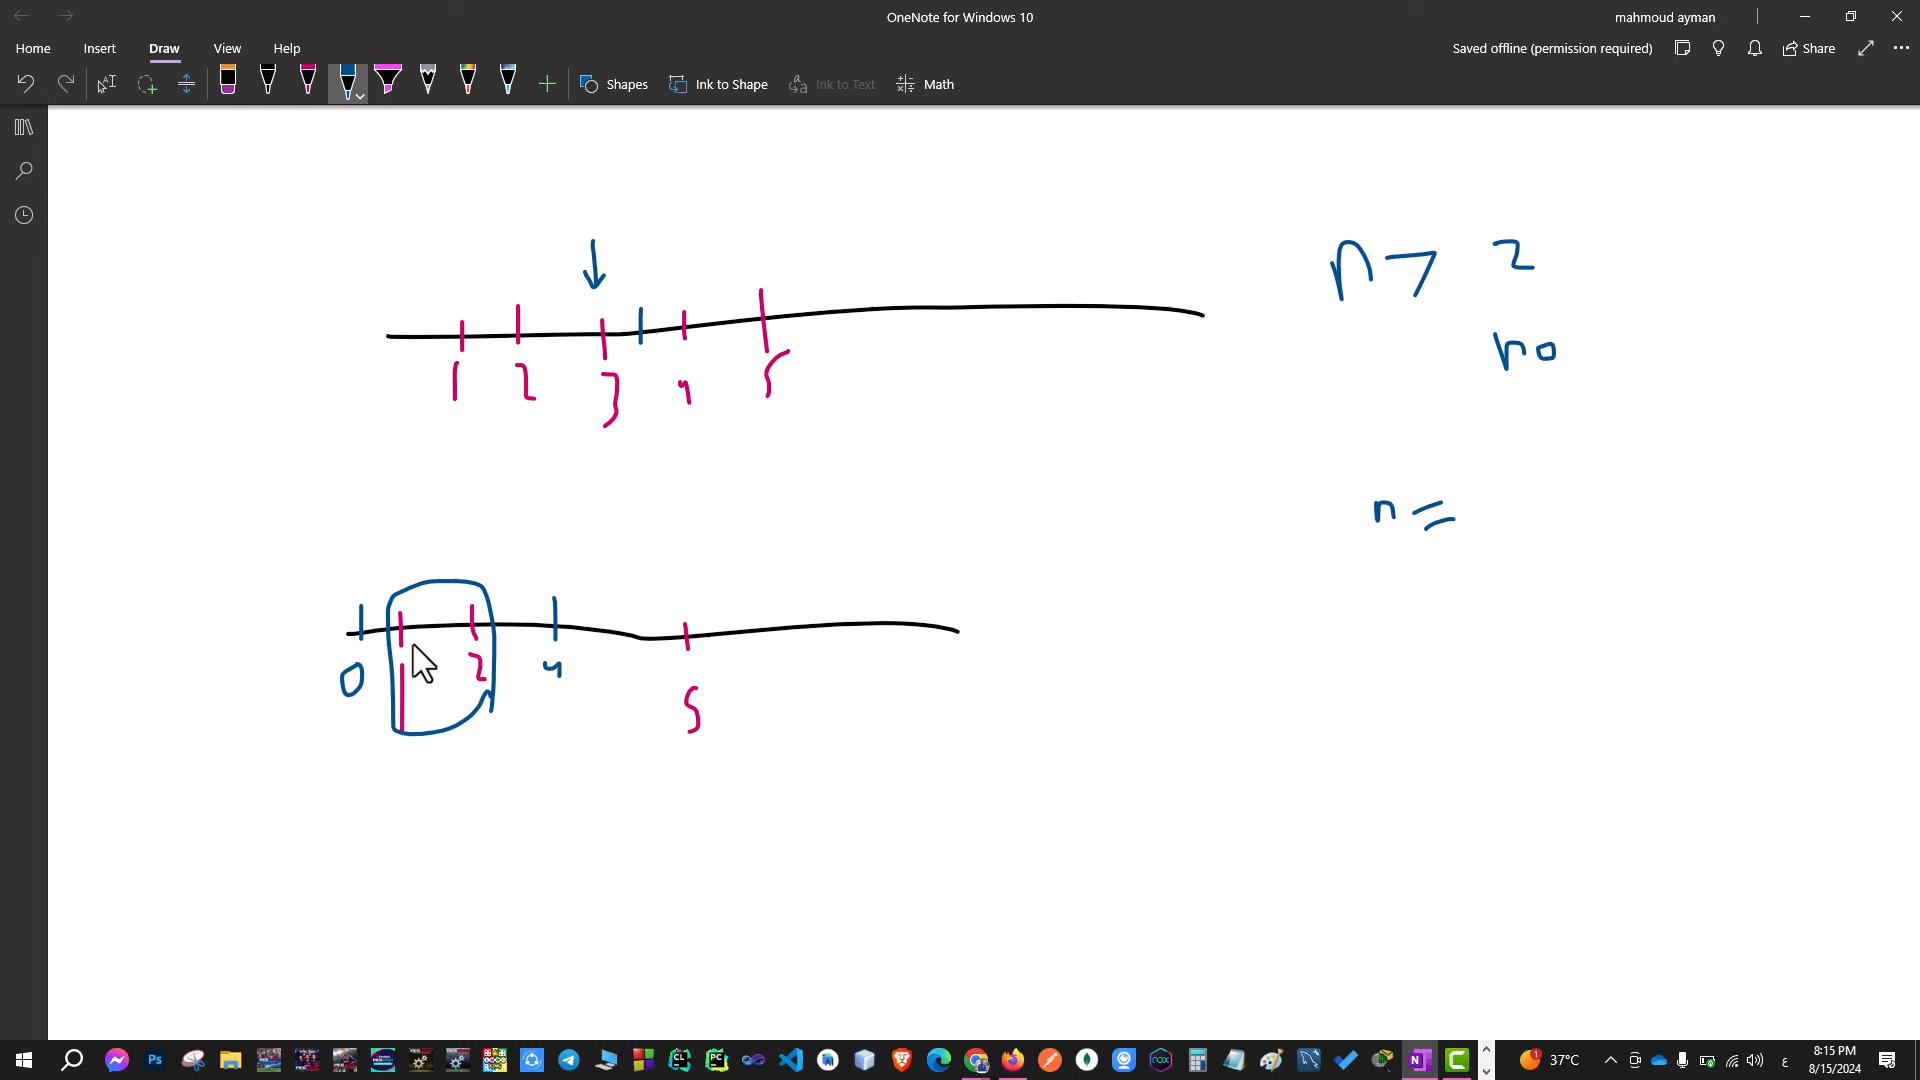 OneNote for Windows 10
mahmoud ayman
Home Insert Draw View Help
Saved offline (permission required)
Share
Shapes
Ink to Shape
Ink to Text
Math
n > 2
no
1 2 3 4 5
n =
0 1 2 4 5
37°C
ع
8:15 PM
8/15/2024